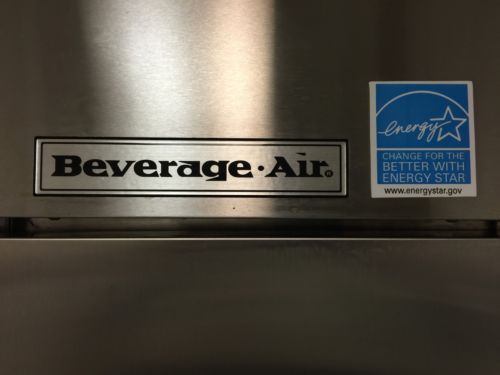 Beverage·Air®
energy
CHANGE FOR THE
BETTER WITH
ENERGY STAR
www.energystar.gov